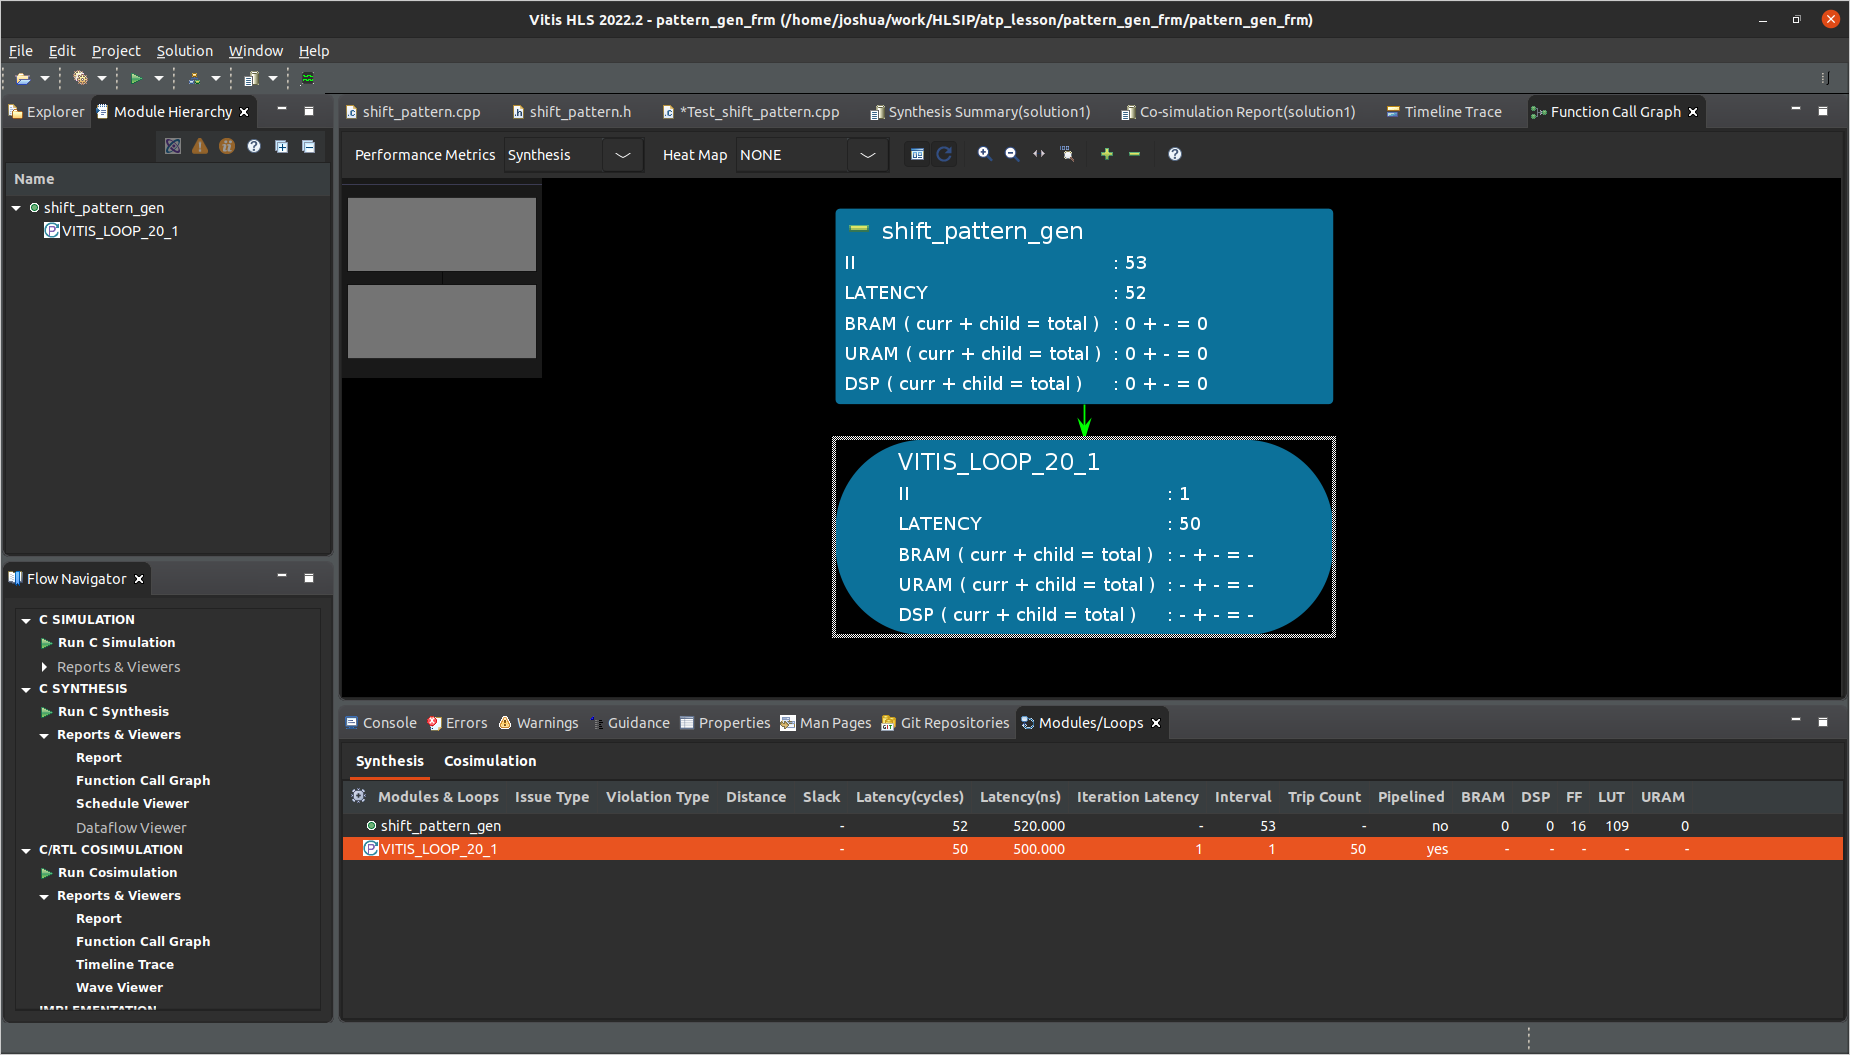 Vitis HLS 2022.2 - pattern_gen_frm (/home/joshua/work/HLSIP/atp_lesson/pattern_gen_frm/pattern_gen_frm)
File Edit Project Solution Window Help
Explorer Module Hierarchy
Name
shift_pattern_gen
VITIS_LOOP_20_1
Flow Navigator
C SIMULATION
Run C Simulation
Reports & Viewers
C SYNTHESIS
Run C Synthesis
Reports & Viewers
Report
Function Call Graph
Schedule Viewer
Dataflow Viewer
C/RTL COSIMULATION
Run Cosimulation
Reports & Viewers
Report
Function Call Graph
Timeline Trace
Wave Viewer
IMPLEMENTATION
shift_pattern.cpp shift_pattern.h *Test_shift_pattern.cpp Synthesis Summary(solution1) Co-simulation Report(solution1) Timeline Trace Function Call Graph
Performance Metrics Synthesis Heat Map NONE
shift_pattern_gen
II : 53
LATENCY : 52
BRAM ( curr + child = total ) : 0 + - = 0
URAM ( curr + child = total ) : 0 + - = 0
DSP ( curr + child = total ) : 0 + - = 0
VITIS_LOOP_20_1
II : 1
LATENCY : 50
BRAM ( curr + child = total ) : - + - = -
URAM ( curr + child = total ) : - + - = -
DSP ( curr + child = total ) : - + - = -
Console Errors Warnings Guidance Properties Man Pages Git Repositories Modules/Loops
Synthesis Cosimulation
Modules & Loops Issue Type Violation Type Distance Slack Latency(cycles) Latency(ns) Iteration Latency Interval Trip Count Pipelined BRAM DSP FF LUT URAM
shift_pattern_gen - 52 520.000 - 53 - no 0 0 16 109 0
VITIS_LOOP_20_1 - 50 500.000 1 1 50 yes - - - - -